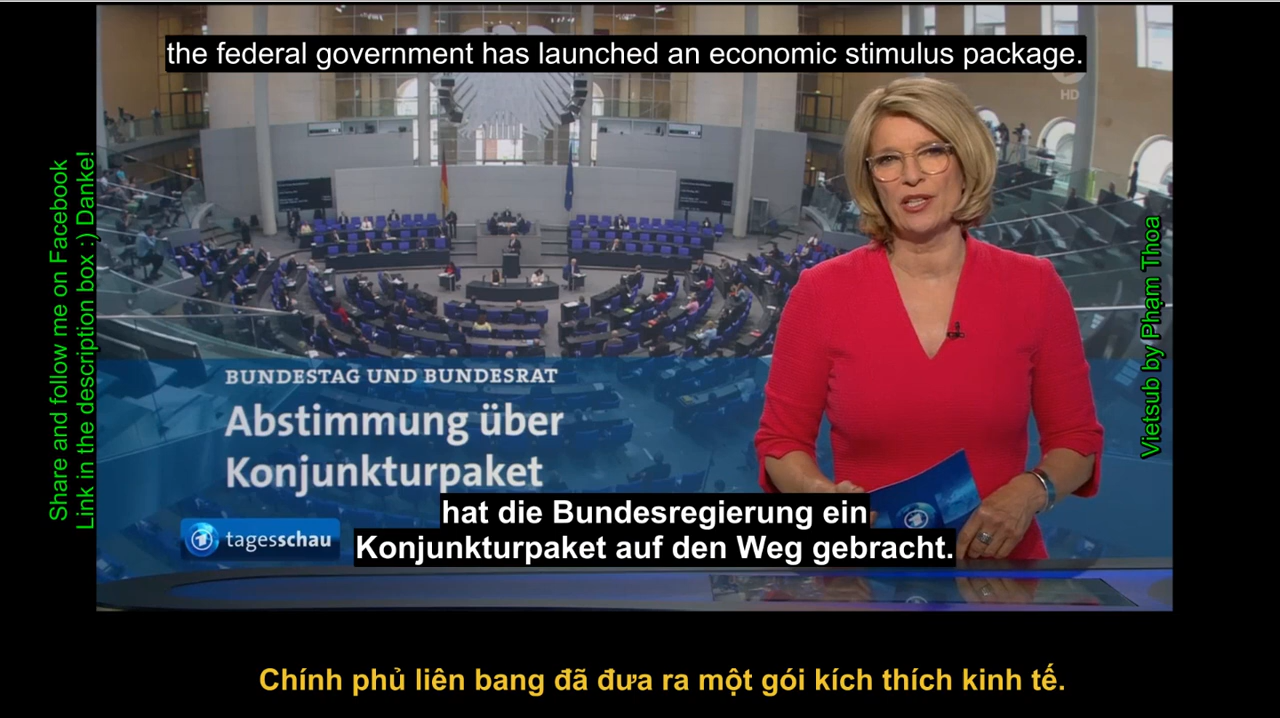 the federal government has launched an economic stimulus package.
HD
Share and follow me on Facebook
Link in the description box :) Danke!
Vietsub by Phạm Thoa
BUNDESTAG UND BUNDESRAT
Abstimmung über
Konjunkturpaket
tagesschau
hat die Bundesregierung ein
Konjunkturpaket auf den Weg gebracht.
Chính phủ liên bang đã đưa ra một gói kích thích kinh tế.